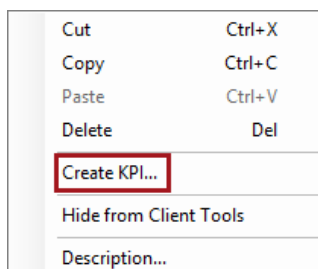 Cut Ctrl+X
Copy Ctrl+C
Paste Ctrl+V
Delete Del
Create KPI...
Hide from Client Tools
Description...